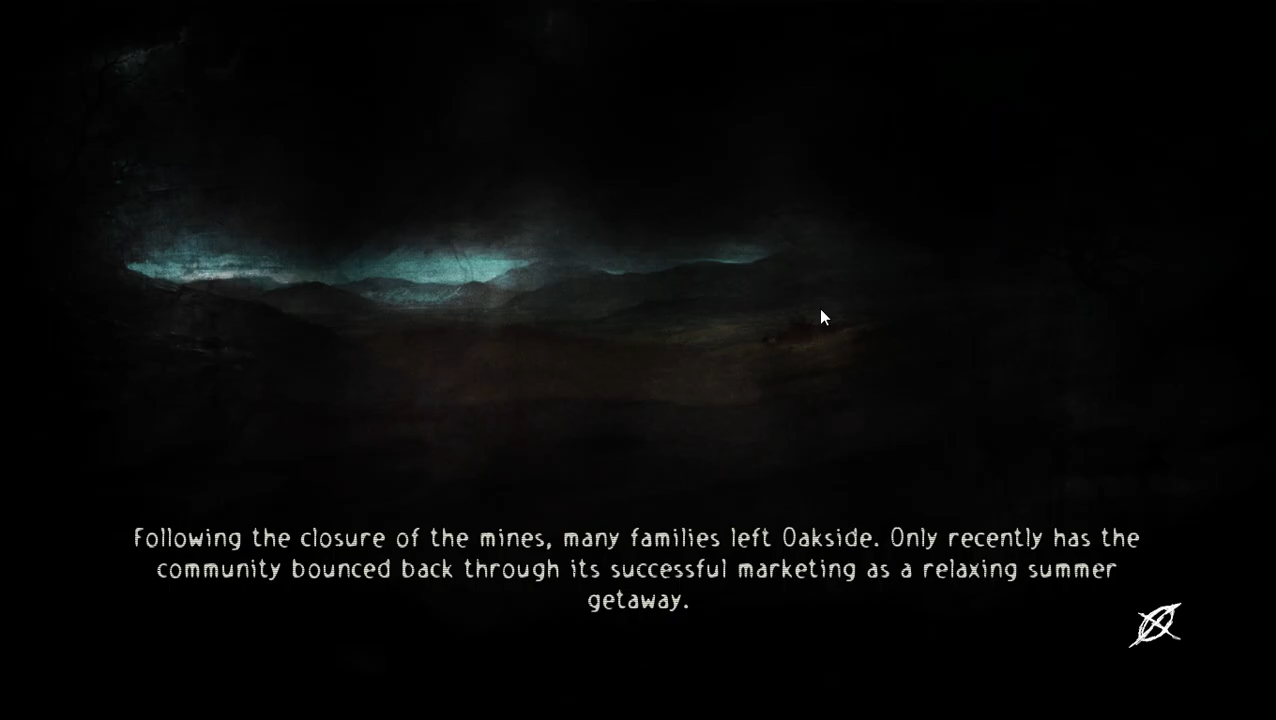 Following the closure of the mines, many families left Oakside. Only recently has the
community bounced back through its successful marketing as a relaxing summer
getaway.